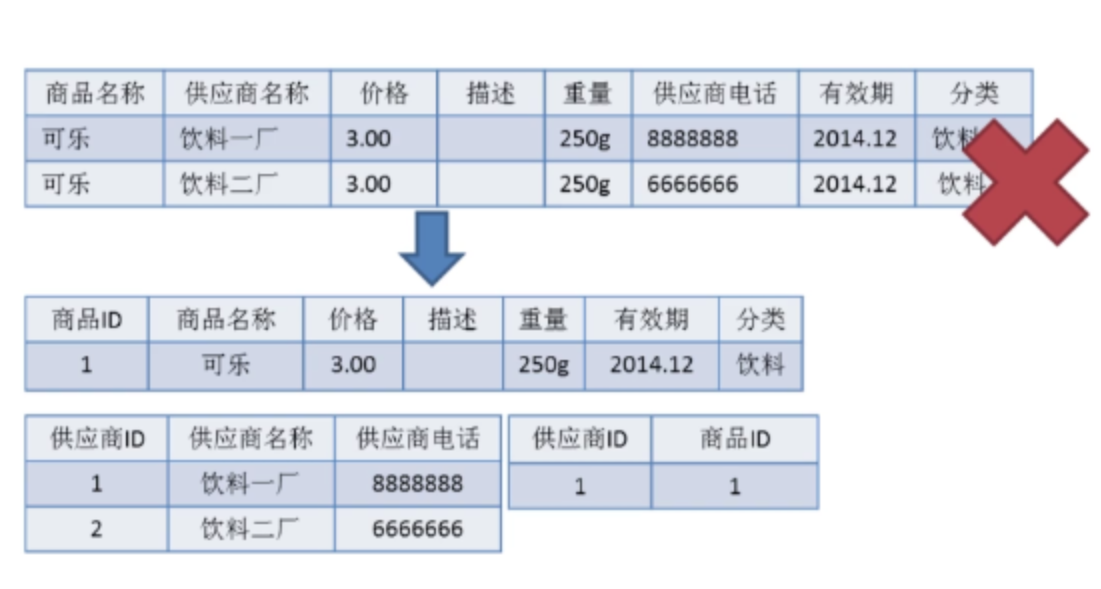 商品名称 供应商名称 价格 描述 重量 供应商电话 有效期 分类
可乐 饮料一厂 3.00 250g 8888888 2014.12 饮料
可乐 饮料二厂 3.00 250g 6666666 2014.12 饮料
商品ID 商品名称 价格 描述 重量 有效期 分类
1 可乐 3.00 250g 2014.12 饮料
供应商ID 供应商名称 供应商电话
1 饮料一厂 8888888
2 饮料二厂 6666666
供应商ID 商品ID
1 1